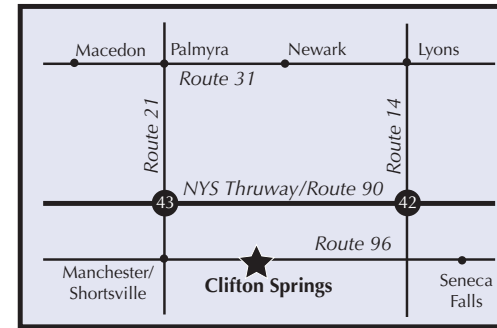 Macedon
Palmyra
Newark
Lyons
Route 31
Route 21
Route 14
NYS Thruway/Route 90
43
42
Route 96
Manchester/
Shortsville
Clifton Springs
Seneca
Falls